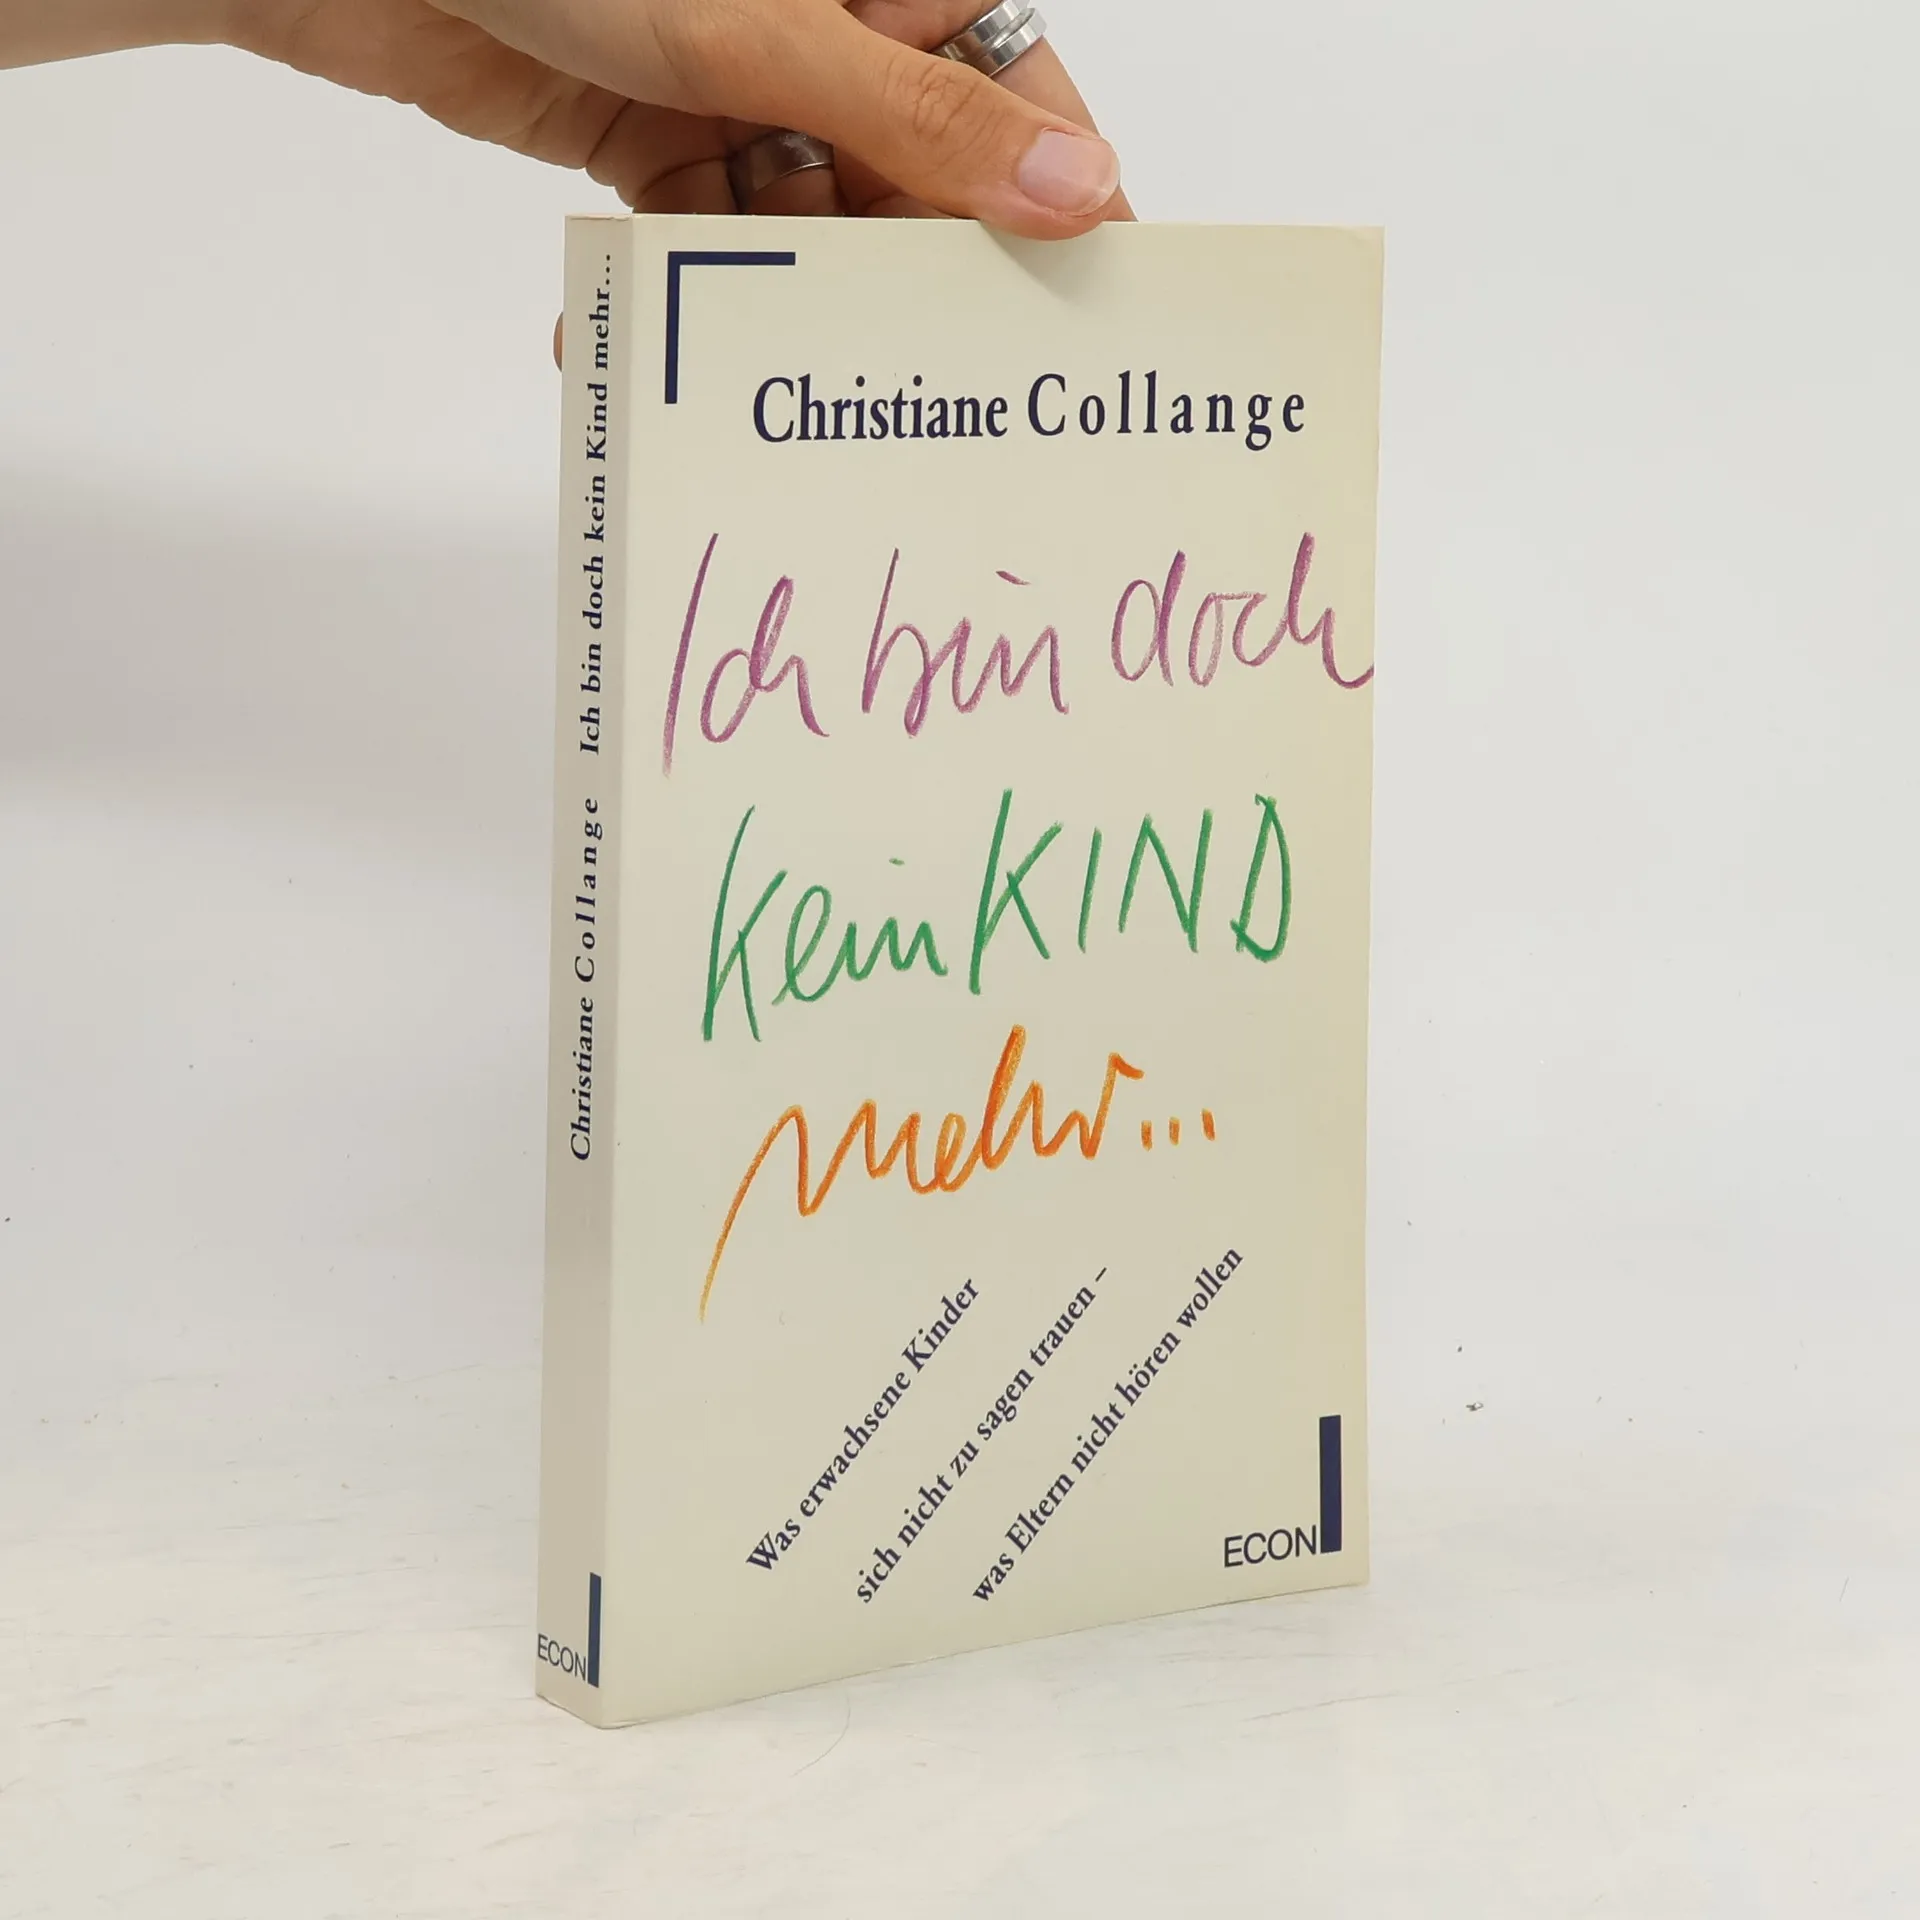 Christiane Collange Ich bin doch kein Kind mehr...
ECON
Christiane Collange
Ich bin doch
kein KIND
mehr...
Was erwachsene Kinder
sich nicht zu sagen trauen –
was Eltern nicht hören wollen
ECON